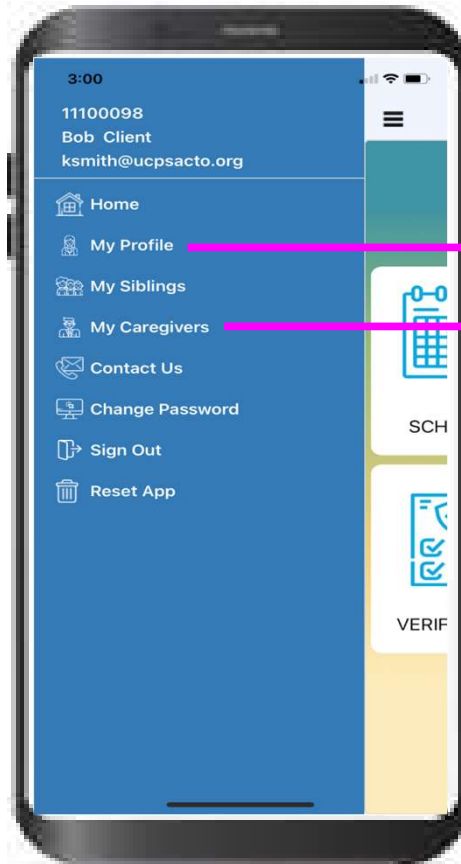 3:00
11100098
Bob Client
ksmith@ucpsacto.org
Home
My Profile
My Siblings
My Caregivers
Contact Us
Change Password
Sign Out
Reset App
SCH
VERIF